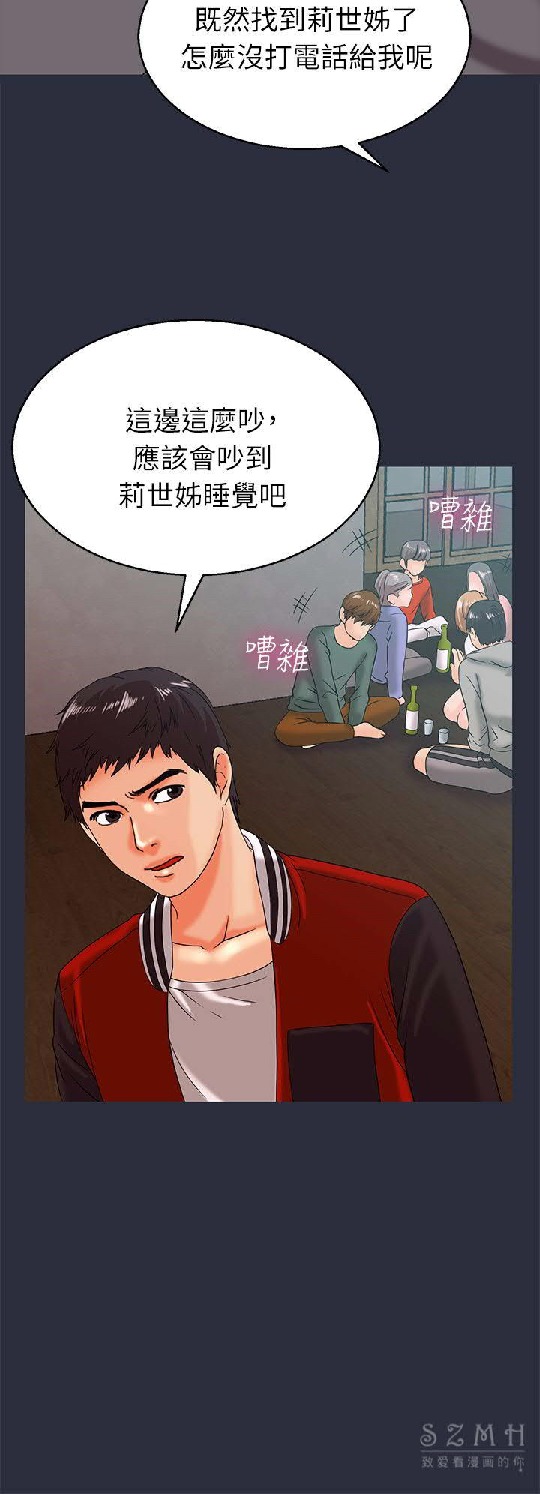 既然找到莉世姊了
怎麼沒打電話給我呢
這邊這麼吵,
應該會吵到
莉世姊睡覺吧
嘈雜
嘈雜
SZMH
致愛看漫畫的你